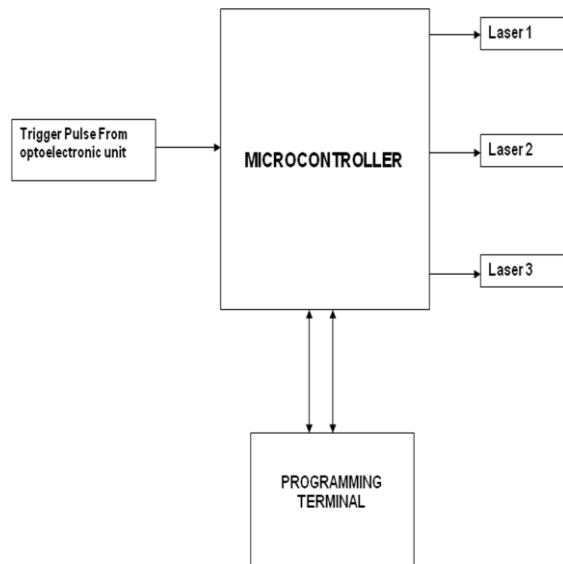 Laser 1
Trigger Pulse From
optoelectronic unit
MICROCONTROLLER
Laser 2
Laser 3
PROGRAMMING
TERMINAL